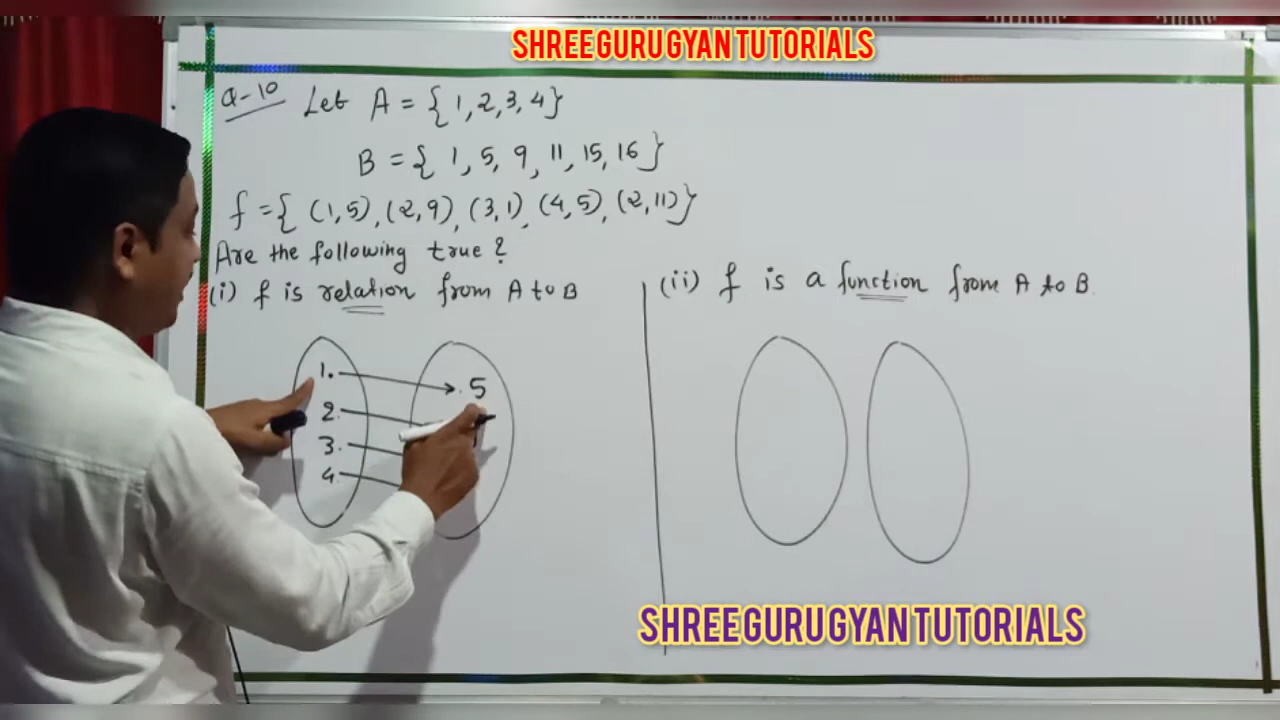 SHREE GURU GYAN TUTORIALS
Q-10 Let A = { 1, 2, 3, 4 }
B = { 1, 5, 9, 11, 15, 16 }
f = { (1,5), (2,9), (3,1), (4,5), (2,11) }
Are the following true ?
(i) f is relation from A to B
(ii) f is a function from A to B.
1. 5
2.
3.
4.
SHREE GURU GYAN TUTORIALS